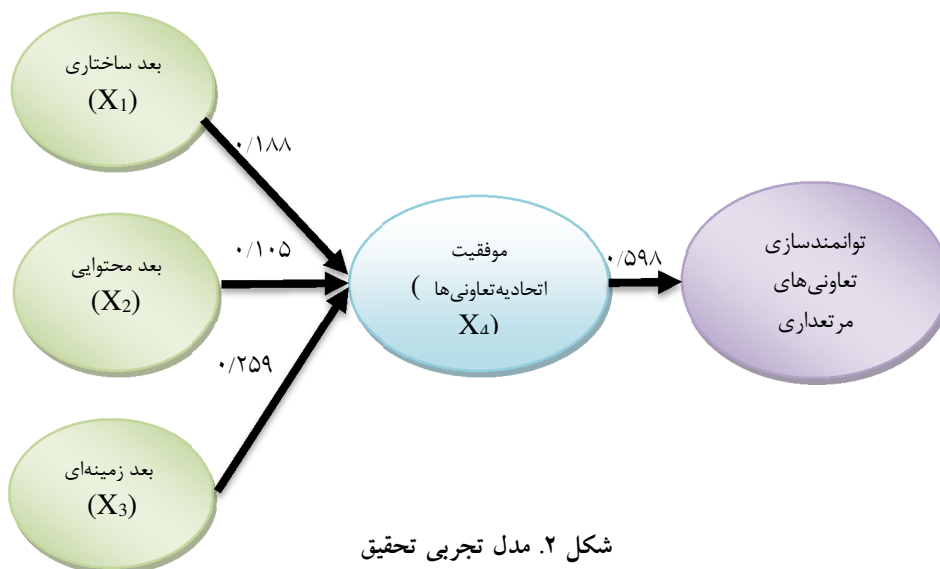 بعد ساختاری
(X₁)
۰/۱۸۸
بعد محتوایی
(X₂)
۰/۱۰۵
بعد زمینه‌ای
(X₃)
۰/۲۵۹
موفقیت
اتحادیه‌تعاونی‌ها (
X₄)
۰/۵۹۸
توانمندسازی
تعاونی‌های
مرتعداری
شکل ۲. مدل تجربی تحقیق